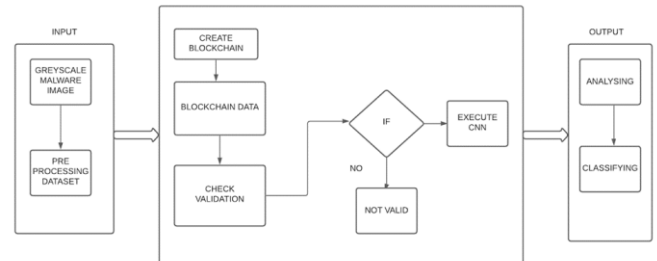 INPUT
GREYSCALE
MALWARE
IMAGE
PRE
PROCESSING
DATASET
CREATE
BLOCKCHAIN
BLOCKCHAIN DATA
CHECK
VALIDATION
IF
NO
NOT VALID
EXECUTE
CNN
OUTPUT
ANALYSING
CLASSIFYING